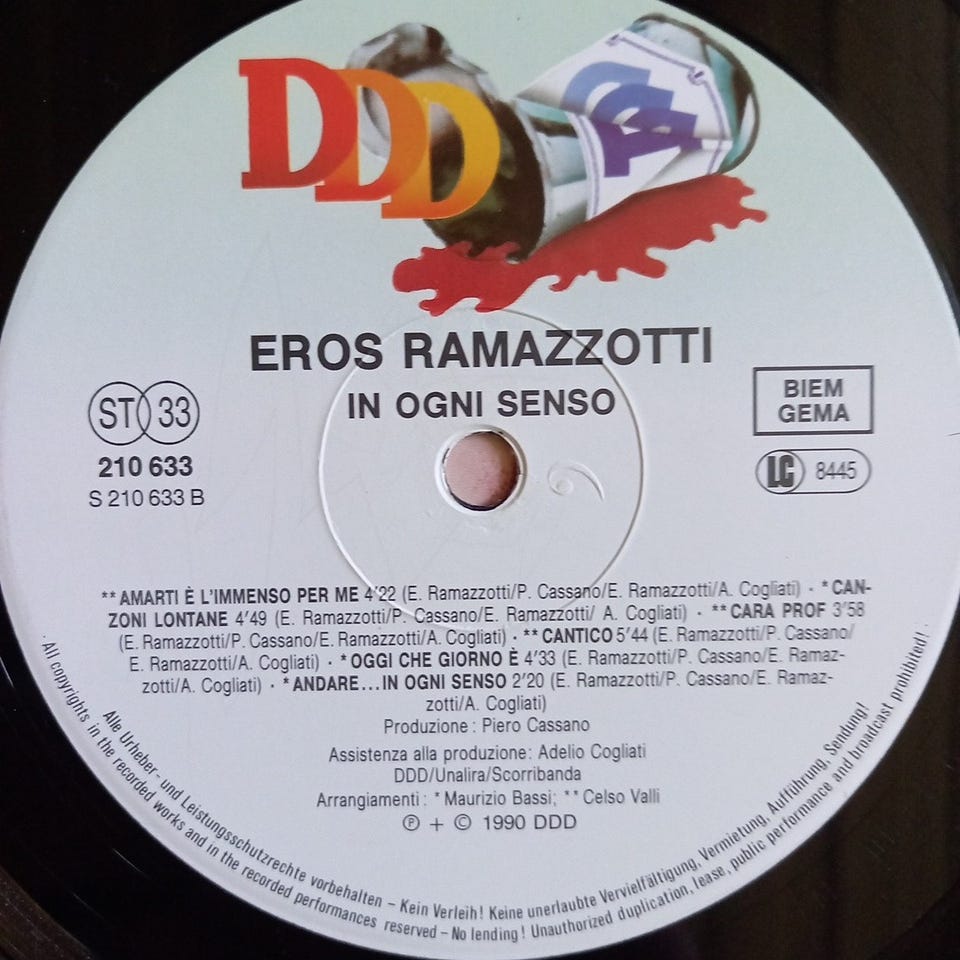 DDD
EROS RAMAZZOTTI
IN OGNI SENSO
ST 33
210 633
S 210 633 B
BIEM
GEMA
LC 8445
**AMARTI È L'IMMENSO PER ME 4'22 (E. Ramazzotti/P. Cassano/E. Ramazzotti/A. Cogliati) · *CAN-
ZONI LONTANE 4'49 (E. Ramazzotti/P. Cassano/E. Ramazzotti/ A. Cogliati) · **CARA PROF 3'58
(E. Ramazzotti/P. Cassano/E. Ramazzotti/A. Cogliati) · **CANTICO 5'44 (E. Ramazzotti/P. Cassano/
E. Ramazzotti/A. Cogliati) · *OGGI CHE GIORNO È 4'33 (E. Ramazzotti/P. Cassano/E. Ramaz-
zotti/A. Cogliati) · *ANDARE...IN OGNI SENSO 2'20 (E. Ramazzotti/P. Cassano/E. Ramaz-
zotti/A. Cogliati)
Produzione: Piero Cassano
Assistenza alla produzione: Adelio Cogliati
DDD/Unalira/Scorribanda
Arrangiamenti: *Maurizio Bassi; **Celso Valli
℗ + © 1990 DDD
Alle Urheber- und Leistungsschutzrechte vorbehalten – Kein Verleih! Keine unerlaubte Vervielfältigung, Vermietung, Aufführung, Sendung!
· All copyrights in the recorded works and in the recorded performances reserved – No lending! Unauthorized duplication, lease, public performance and broadcast prohibited! ·